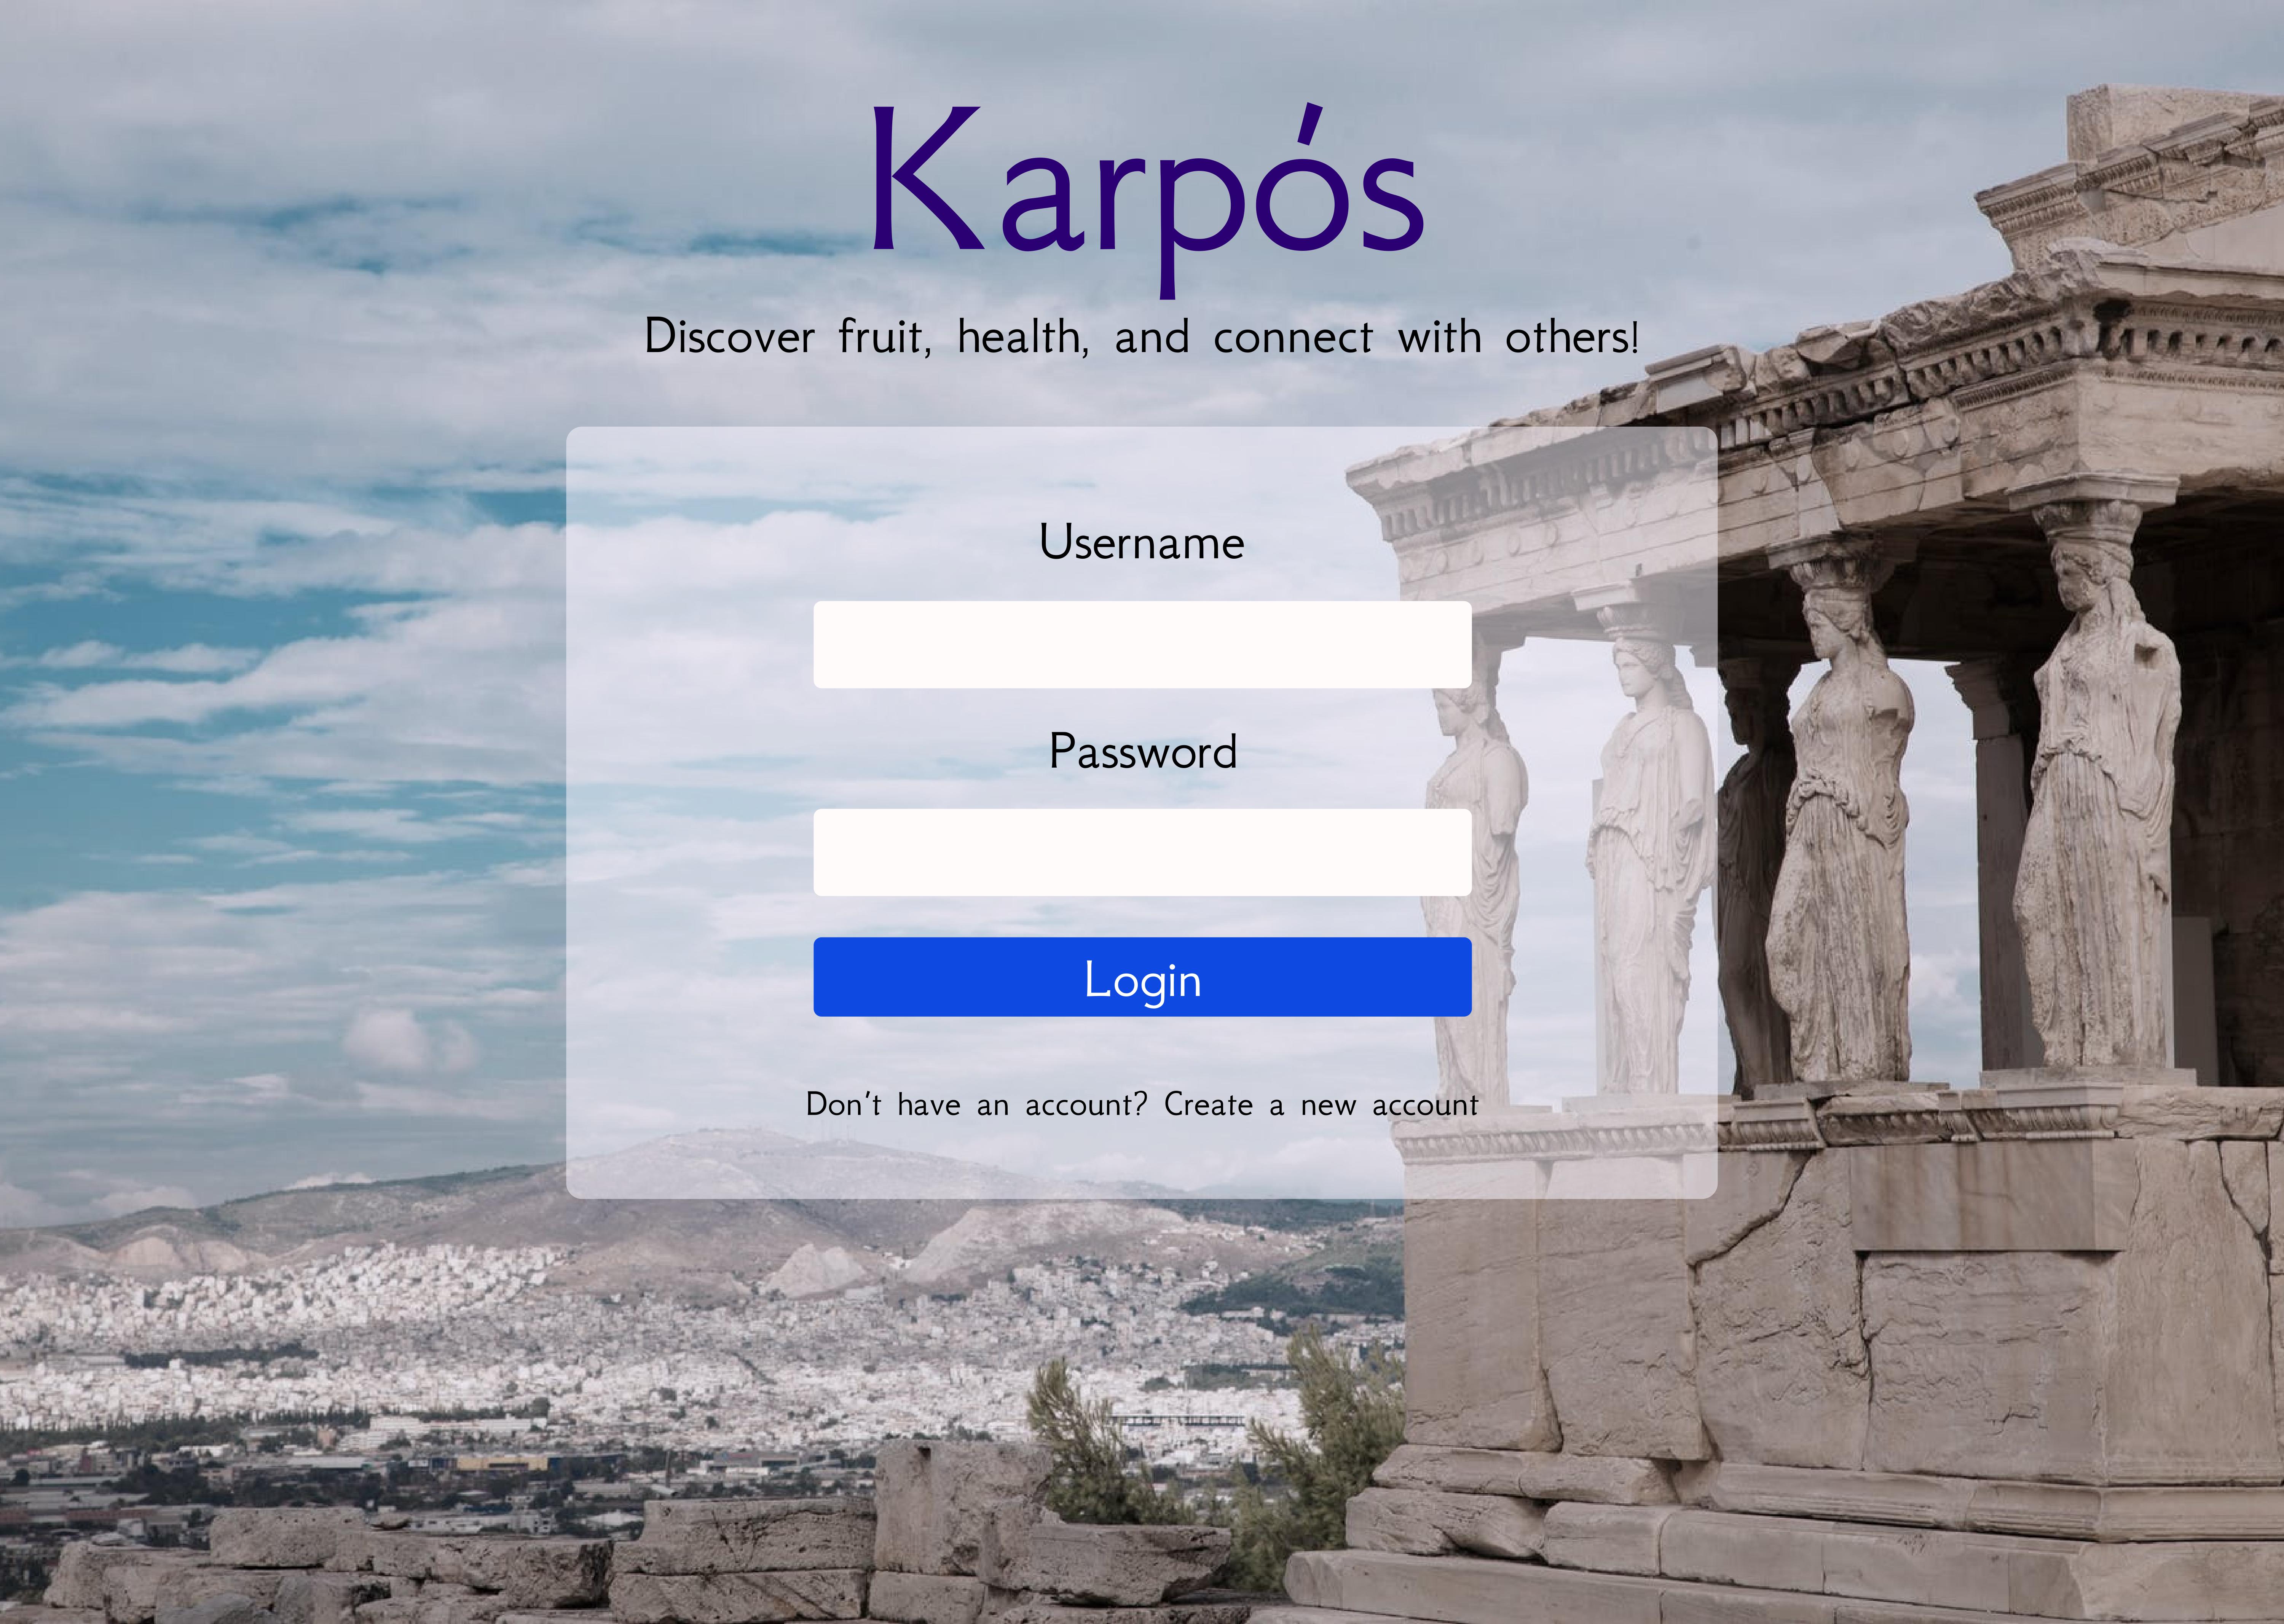 Karpós
Discover fruit, health, and connect with others!
Username
Password
Login
Don't have an account? Create a new account